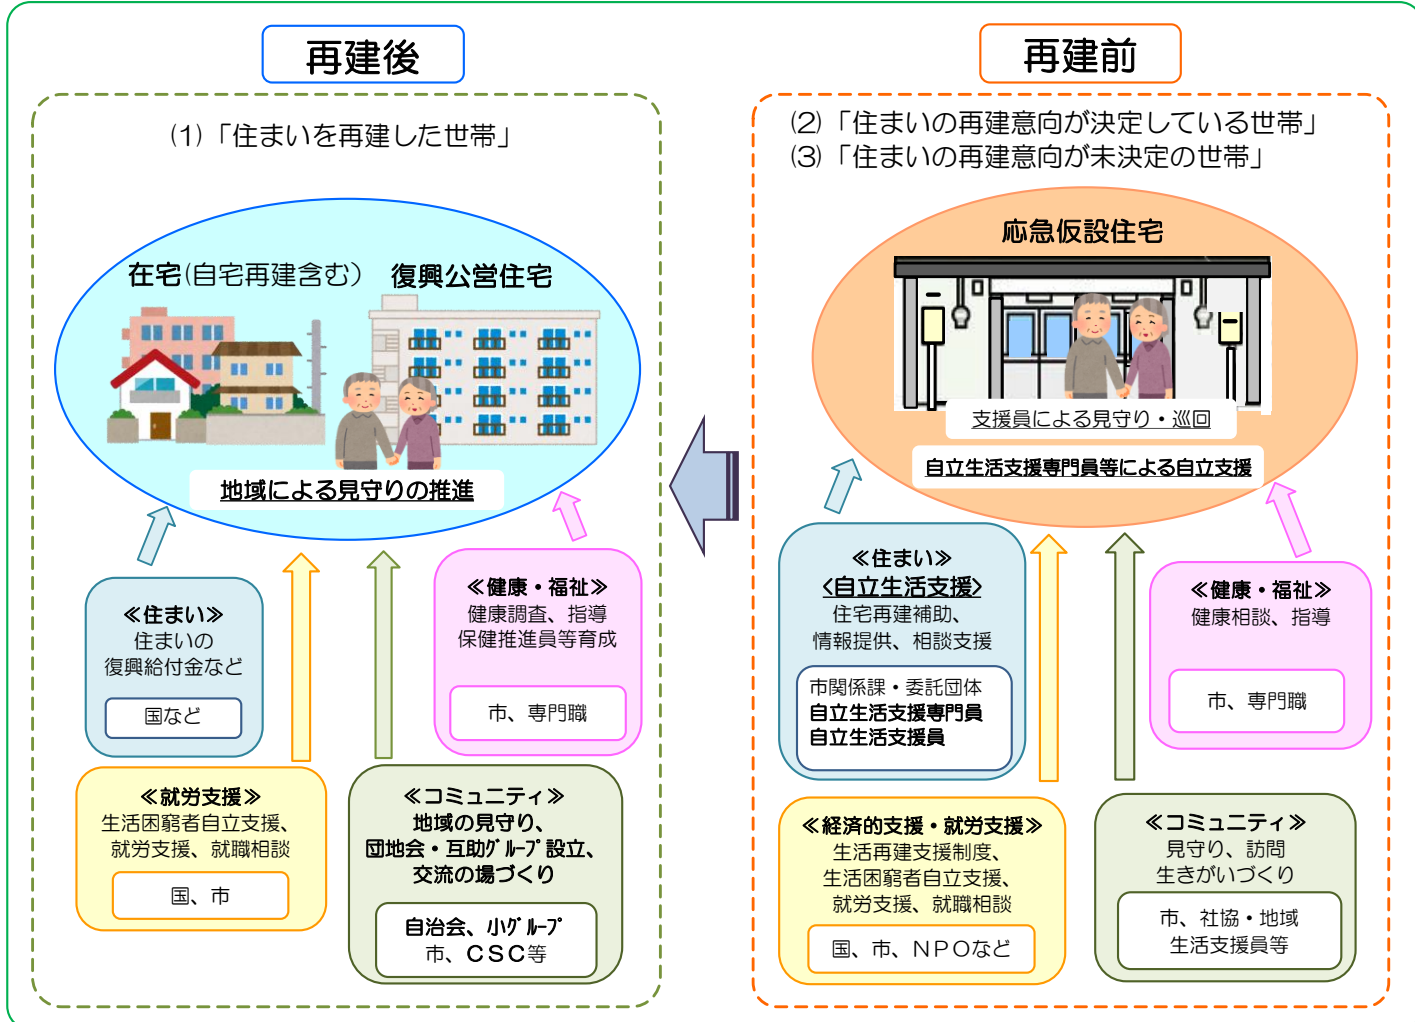 再建後
⑴「住まいを再建した世帯」
在宅(自宅再建含む) 復興公営住宅
地域による見守りの推進
≪住まい≫
住まいの
復興給付金など
国など
≪健康・福祉≫
健康調査、指導
保健推進員等育成
市、専門職
≪就労支援≫
生活困窮者自立支援、
就労支援、就職相談
国、市
≪コミュニティ≫
地域の見守り、
団地会・互助ｸﾞﾙｰﾌﾟ設立、
交流の場づくり
自治会、小ｸﾞﾙｰﾌﾟ
市、ＣＳＣ等
再建前
⑵「住まいの再建意向が決定している世帯」
⑶「住まいの再建意向が未決定の世帯」
応急仮設住宅
支援員による見守り・巡回
自立生活支援専門員等による自立支援
≪住まい≫
<自立生活支援>
住宅再建補助、
情報提供、相談支援
市関係課・委託団体
自立生活支援専門員
自立生活支援員
≪健康・福祉≫
健康相談、指導
市、専門職
≪経済的支援・就労支援≫
生活再建支援制度、
生活困窮者自立支援、
就労支援、就職相談
国、市、ＮＰＯなど
≪コミュニティ≫
見守り、訪問
生きがいづくり
市、社協・地域
生活支援員等